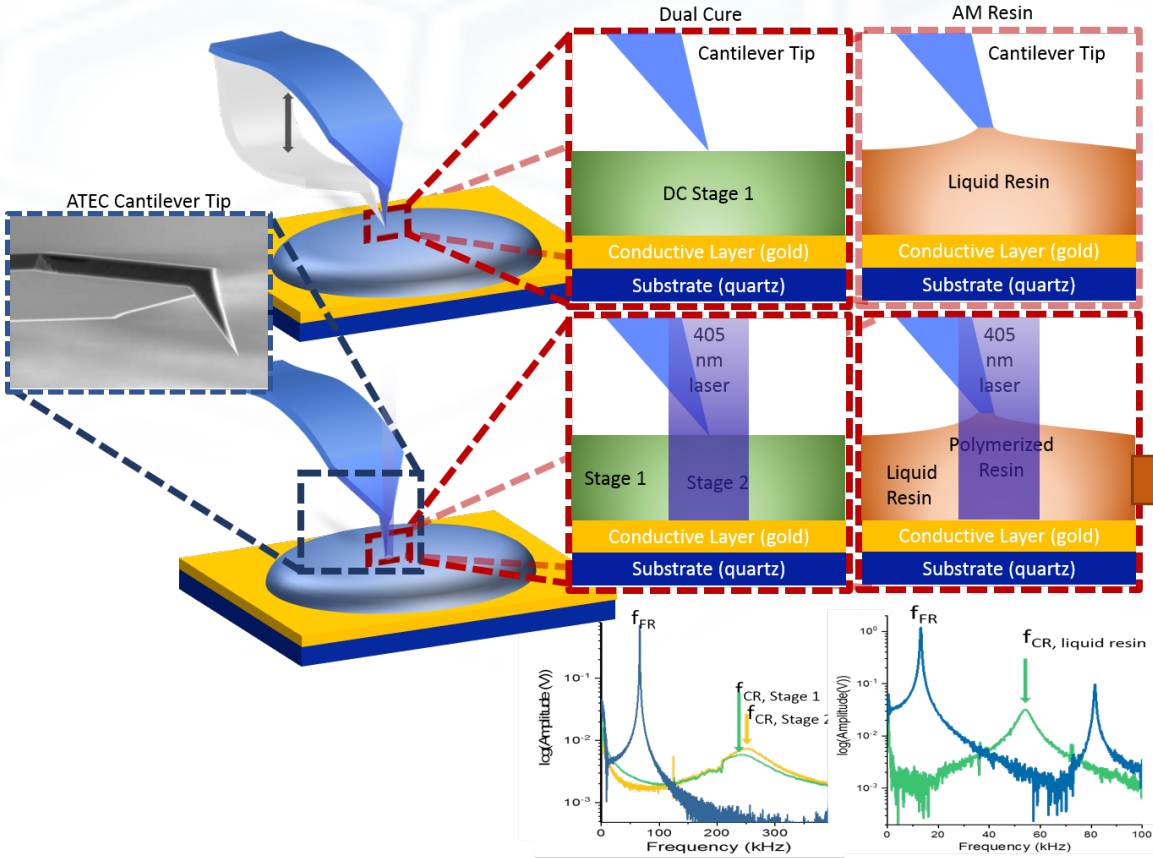 Dual Cure
AM Resin
Cantilever Tip
Cantilever Tip
DC Stage 1
Liquid Resin
Conductive Layer (gold)
Conductive Layer (gold)
Substrate (quartz)
Substrate (quartz)
ATEC Cantilever Tip
405
nm
laser
405
nm
laser
Stage 1
Stage 2
Polymerized
Resin
Liquid
Resin
Conductive Layer (gold)
Conductive Layer (gold)
Substrate (quartz)
Substrate (quartz)
fFR
fCR, Stage 1
fCR, Stage 2
log(Amplitude(V))
10⁻¹
10⁻²
10⁻³
0
100
200
300
Frequency (kHz)
fFR
fCR, liquid resin
log(Amplitude(V))
10⁰
10⁻¹
10⁻²
10⁻³
0
20
40
60
80
100
Frequency (kHz)